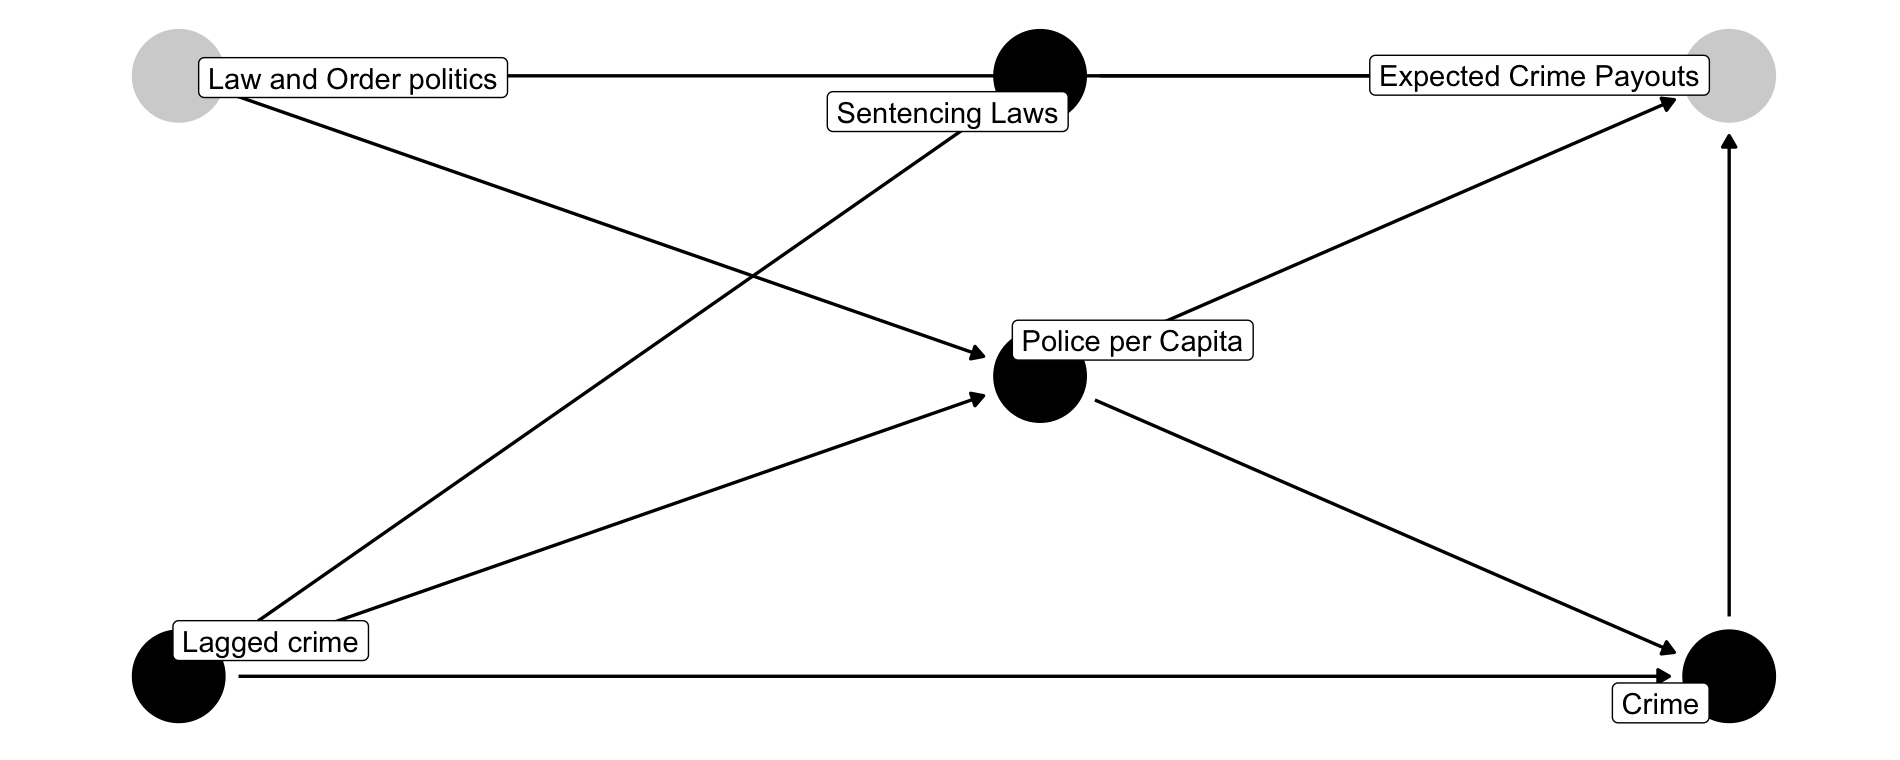 Law and Order politics
Expected Crime Payouts
Sentencing Laws
Police per Capita
Lagged crime
Crime